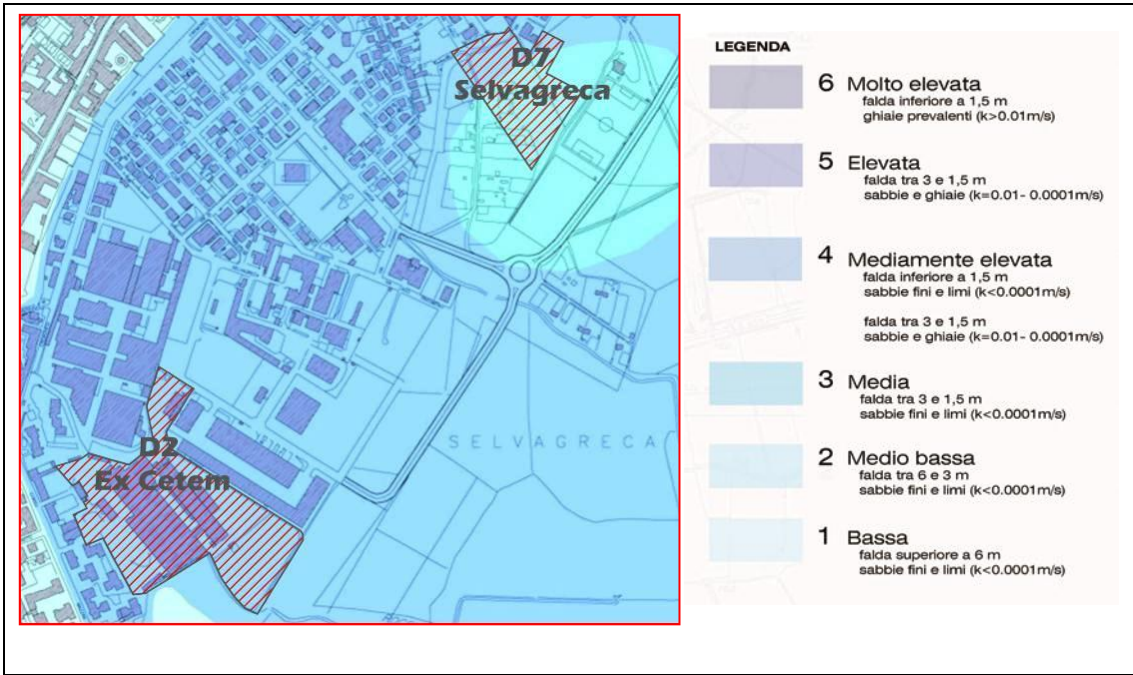 D7
Selvagreca
SELVAGRECA
D2
Ex Cetem
LEGENDA
6 Molto elevata
falda inferiore a 1,5 m
ghiaie prevalenti (k>0.01m/s)
5 Elevata
falda tra 3 e 1,5 m
sabbie e ghiaie (k=0.01- 0.0001m/s)
4 Mediamente elevata
falda inferiore a 1,5 m
sabbie fini e limi (k<0.0001m/s)
falda tra 3 e 1,5 m
sabbie e ghiaie (k=0.01- 0.0001m/s)
3 Media
falda tra 3 e 1,5 m
sabbie fini e limi (k<0.0001m/s)
2 Medio bassa
falda tra 6 e 3 m
sabbie fini e limi (k<0.0001m/s)
1 Bassa
falda superiore a 6 m
sabbie fini e limi (k<0.0001m/s)